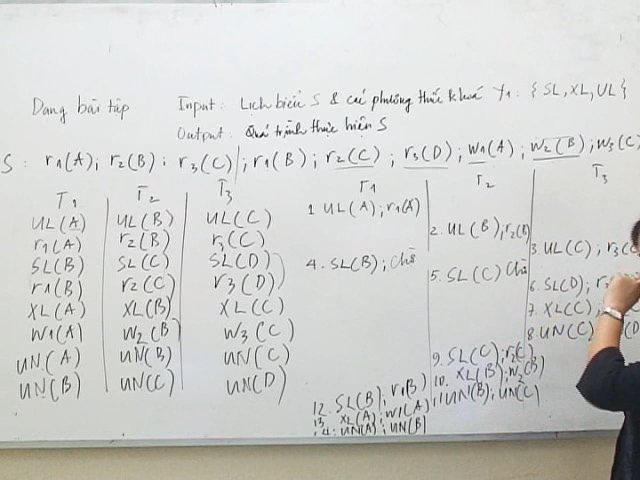 Dạng bài tập Input: Lịch biểu S & các phương thức khoá Y1: {SL, XL, UL}
Output: Quá trình thực hiện S
S: r1(A); r2(B); r3(C); r1(B); r2(C); r3(D); w1(A); w2(B); w3(C)
T1 T2 T3
UL(A) UL(B) UL(C)
r1(A) r2(B) r3(C)
SL(B) SL(C) SL(D)
r1(B) r2(C) r3(D)
XL(A) XL(B) XL(C)
W1(A) W2(B) W3(C)
UN(A) UN(B) UN(C)
UN(B) UN(C) UN(D)
T1 T2 T3
1 UL(A); r1(A)
2. UL(B); r2(B)
3. UL(C); r3(C
4. SL(B); Chờ
5. SL(C) Chờ
6. SL(D); r3
7. XL(C);
8. UN(C) (D
9. SL(C); r2(C)
10. XL(B); W2(B)
11 UN(B); UN(C)
12. SL(B); r1(B)
13 XL(A); W1(A)
14: UN(A); UN(B)